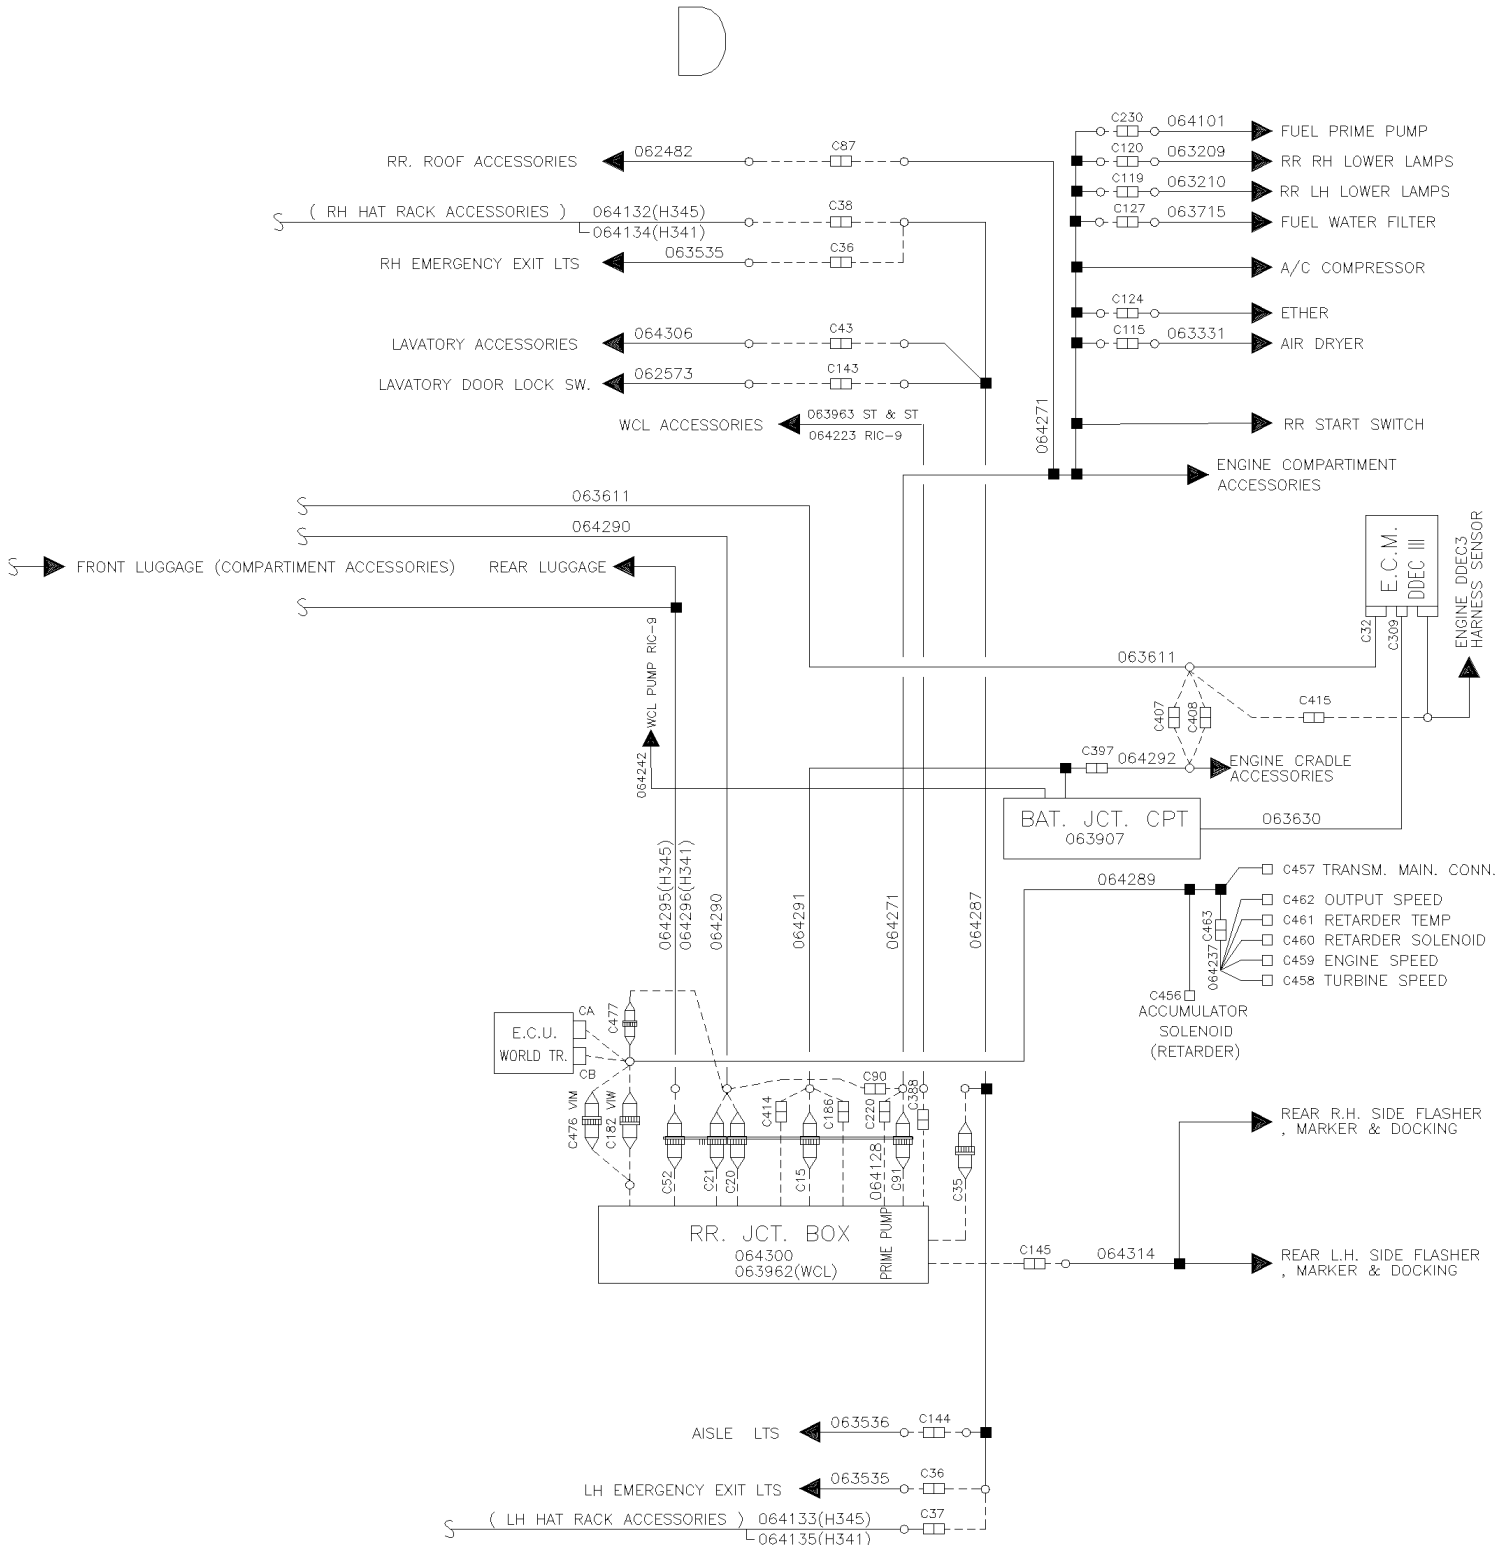 D
C230 064101 FUEL PRIME PUMP
RR. ROOF ACCESSORIES 062482 C87
C120 063209 RR RH LOWER LAMPS
C119 063210 RR LH LOWER LAMPS
( RH HAT RACK ACCESSORIES ) 064132(H345) C38
064134(H341)
C127 063715 FUEL WATER FILTER
RH EMERGENCY EXIT LTS 063535 C36
A/C COMPRESSOR
C124 ETHER
LAVATORY ACCESSORIES 064306 C43
C115 063331 AIR DRYER
LAVATORY DOOR LOCK SW. 062573 C143
WCL ACCESSORIES 063963 ST & ST
064223 RIC-9
064271
RR START SWITCH
ENGINE COMPARTMENT
ACCESSORIES
063611
064290
FRONT LUGGAGE (COMPARTMENT ACCESSORIES) REAR LUGGAGE
E.C.M.
DDEC III
ENGINE DDEC3
HARNESS SENSOR
C32
C309
WCL PUMP RIC-9
064242
063611
C407
C408
C415
C397 064292 ENGINE CRADLE
ACCESSORIES
BAT. JCT. CPT
063907
063630
064295(H345)
064296(H341)
064290
064291
064271
064287
064289
C457 TRANSM. MAIN. CONN.
C462 OUTPUT SPEED
C461 RETARDER TEMP
C460 RETARDER SOLENOID
C459 ENGINE SPEED
C458 TURBINE SPEED
C463
064237
C456
ACCUMULATOR
SOLENOID
(RETARDER)
E.C.U.
WORLD TR.
CA
CB
C477
C476 VIM
C182 VIW
C52
C21
C20
C414
C15
C186
C90
C220
064128
C91
C388
C35
RR. JCT. BOX
064300
063962(WCL)
PRIME PUMP
REAR R.H. SIDE FLASHER
, MARKER & DOCKING
C145 064314
REAR L.H. SIDE FLASHER
, MARKER & DOCKING
AISLE LTS 063536 C144
LH EMERGENCY EXIT LTS 063535 C36
( LH HAT RACK ACCESSORIES ) 064133(H345) C37
064135(H341)